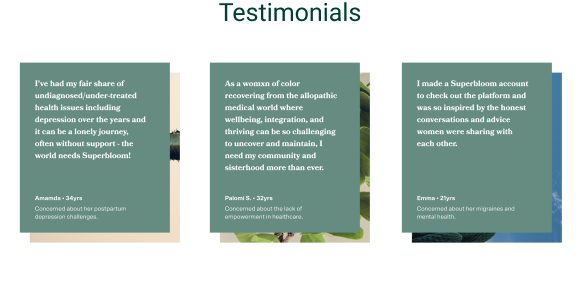 Testimonials
I've had my fair share of
undiagnosed/under-treated
health issues including
depression over the years and
it can be a lonely journey,
often without support - the
world needs Superbloom!
Amanda • 34yrs
Concerned about her postpartum
depression challenges.
As a womxn of color
recovering from the allopathic
medical world where
wellbeing, integration, and
thriving can be so challenging
to uncover and maintain, I
need my community and
sisterhood more than ever.
Palomi S. • 32yrs
Concerned about the lack of
empowerment in healthcare.
I made a Superbloom account
to check out the platform and
was so inspired by the honest
conversations and advice
women were sharing with
each other.
Emma • 21yrs
Concerned about her migraines and
mental health.